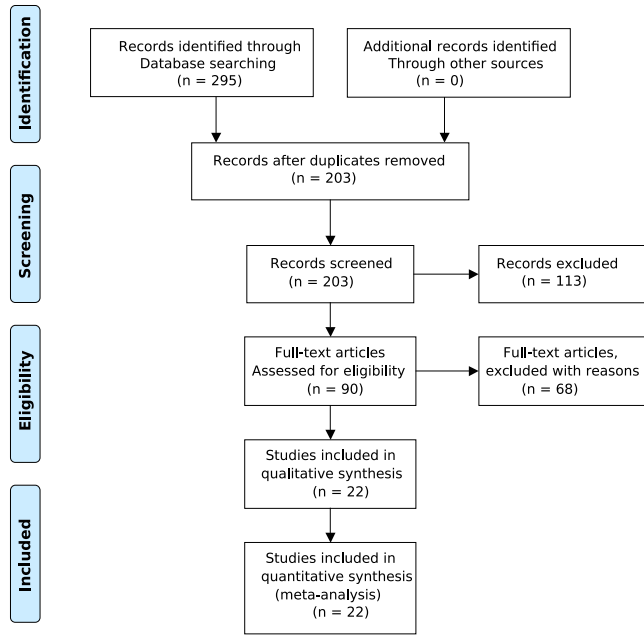 Identification
Records identified through
Database searching
(n = 295)
Additional records identified
Through other sources
(n = 0)
Records after duplicates removed
(n = 203)
Screening
Records screened
(n = 203)
Records excluded
(n = 113)
Eligibility
Full-text articles
Assessed for eligibility
(n = 90)
Full-text articles,
excluded with reasons
(n = 68)
Studies included in
qualitative synthesis
(n = 22)
Included
Studies included in
quantitative synthesis
(meta-analysis)
(n = 22)